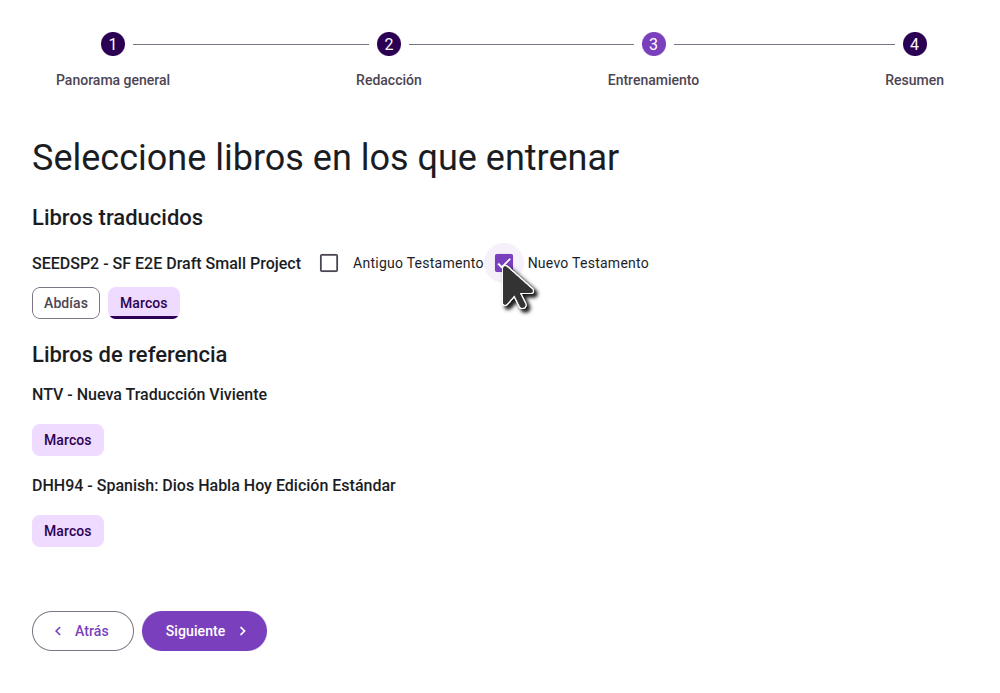 1 2 3 4
Panorama general Redacción Entrenamiento Resumen
Seleccione libros en los que entrenar
Libros traducidos
SEEDSP2 - SF E2E Draft Small Project Antiguo Testamento Nuevo Testamento
Abdías Marcos
Libros de referencia
NTV - Nueva Traducción Viviente
Marcos
DHH94 - Spanish: Dios Habla Hoy Edición Estándar
Marcos
Atrás Siguiente